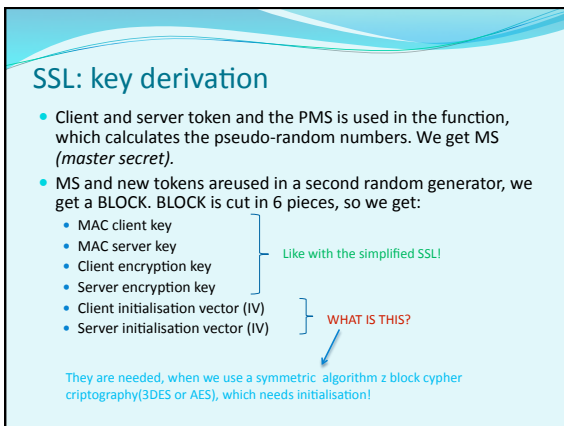 SSL: key derivation
• Client and server token and the PMS is used in the function,
which calculates the pseudo-random numbers. We get MS
(master secret).
• MS and new tokens areused in a second random generator, we
get a BLOCK. BLOCK is cut in 6 pieces, so we get:
• MAC client key
• MAC server key
• Client encryption key
• Server encryption key
Like with the simplified SSL!
• Client initialisation vector (IV)
• Server initialisation vector (IV)
WHAT IS THIS?
They are needed, when we use a symmetric algorithm z block cypher
criptography(3DES or AES), which needs initialisation!